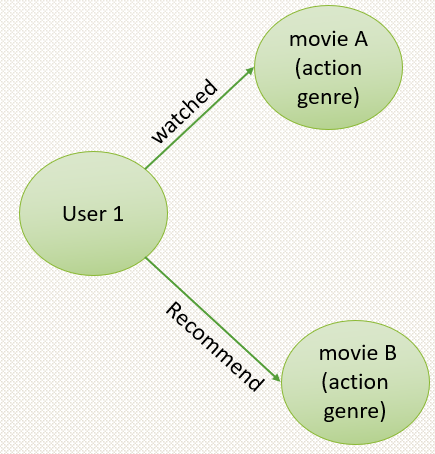 movie A
(action
genre)
watched
User 1
Recommend
movie B
(action
genre)